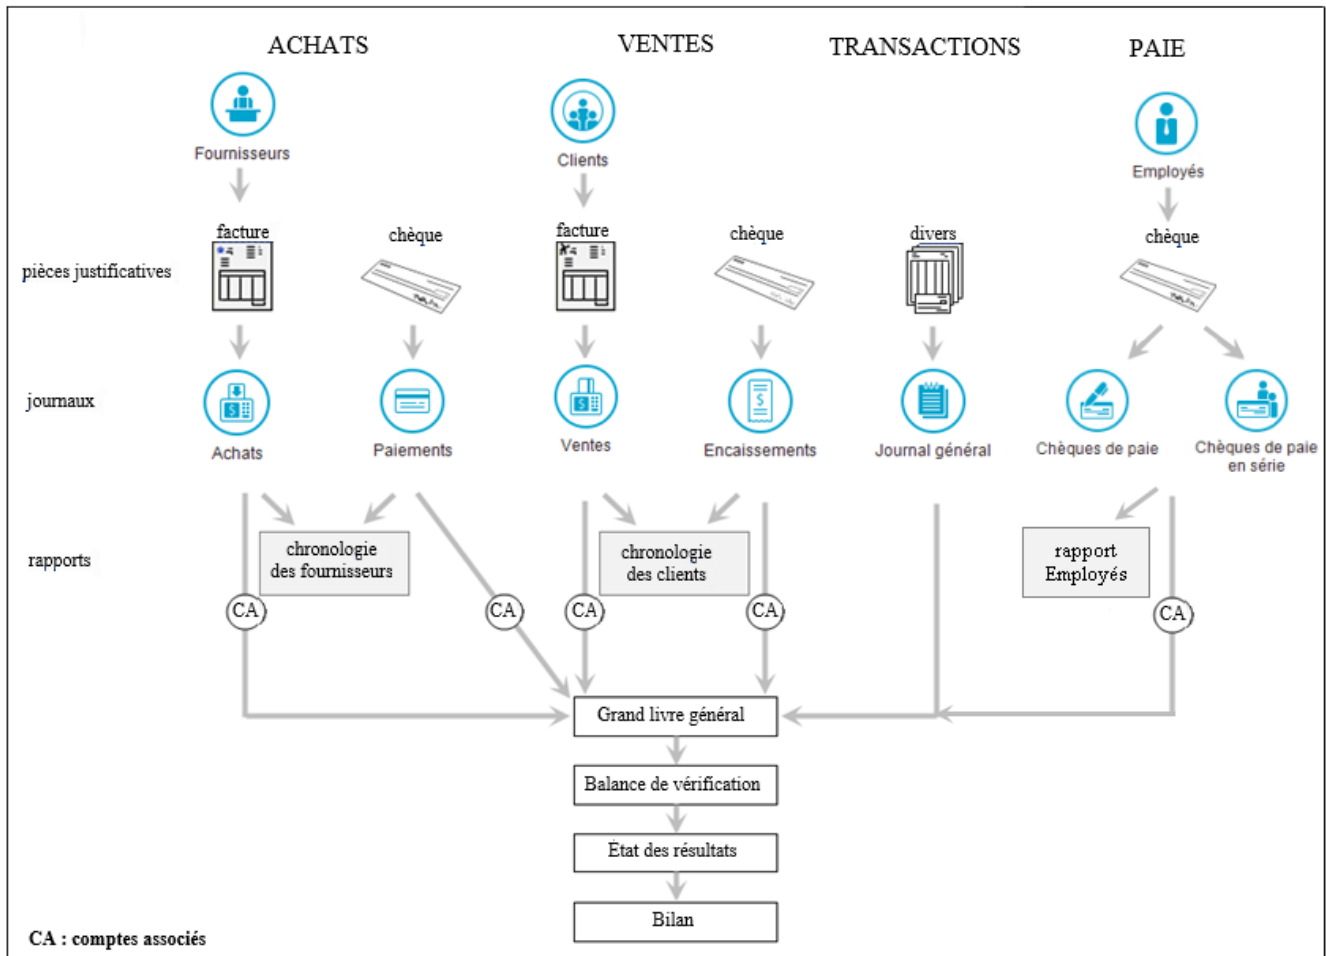 ACHATS
VENTES
TRANSACTIONS
PAIE
Fournisseurs
Clients
Employés
facture
chèque
facture
chèque
divers
chèque
pièces justificatives
journaux
Achats
Paiements
Ventes
Encaissements
Journal général
Chèques de paie
Chèques de paie
en série
rapports
chronologie
des fournisseurs
chronologie
des clients
rapport
Employés
CA
CA
CA
CA
CA
Grand livre général
Balance de vérification
État des résultats
Bilan
CA : comptes associés